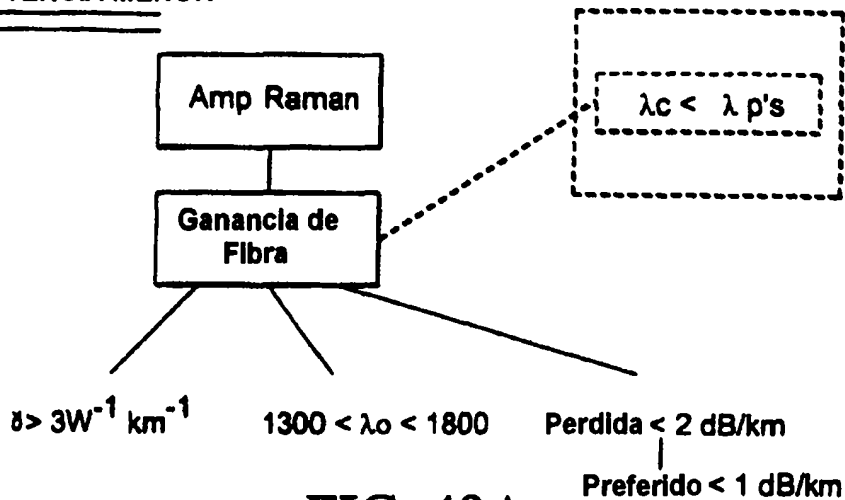 Amp Raman
λc < λ p's
Ganancia de
Fibra
ɣ> 3W⁻¹ km⁻¹
1300 < λo < 1800
Perdida < 2 dB/km
Preferido < 1 dB/km